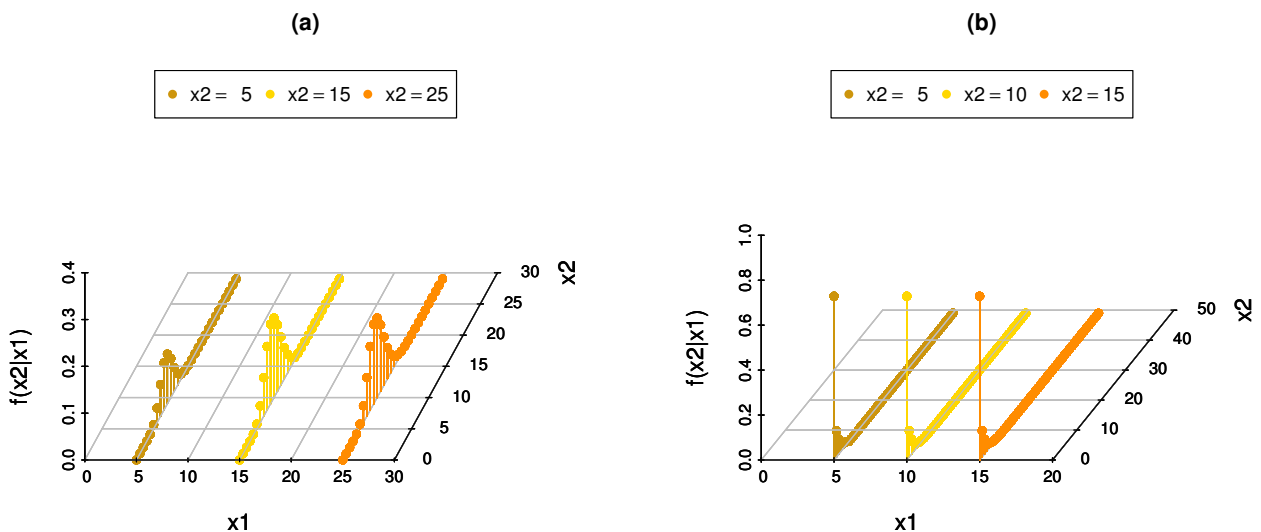 (a)
x2 = 5 x2 = 15 x2 = 25
0.0 0.1 0.2 0.3 0.4
f(x2|x1)
0 5 10 15 20 25 30
x1
0 5 10 15 20 25 30
x2
(b)
x2 = 5 x2 = 10 x2 = 15
0.0 0.2 0.4 0.6 0.8 1.0
f(x2|x1)
0 5 10 15 20
x1
0 10 20 30 40 50
x2